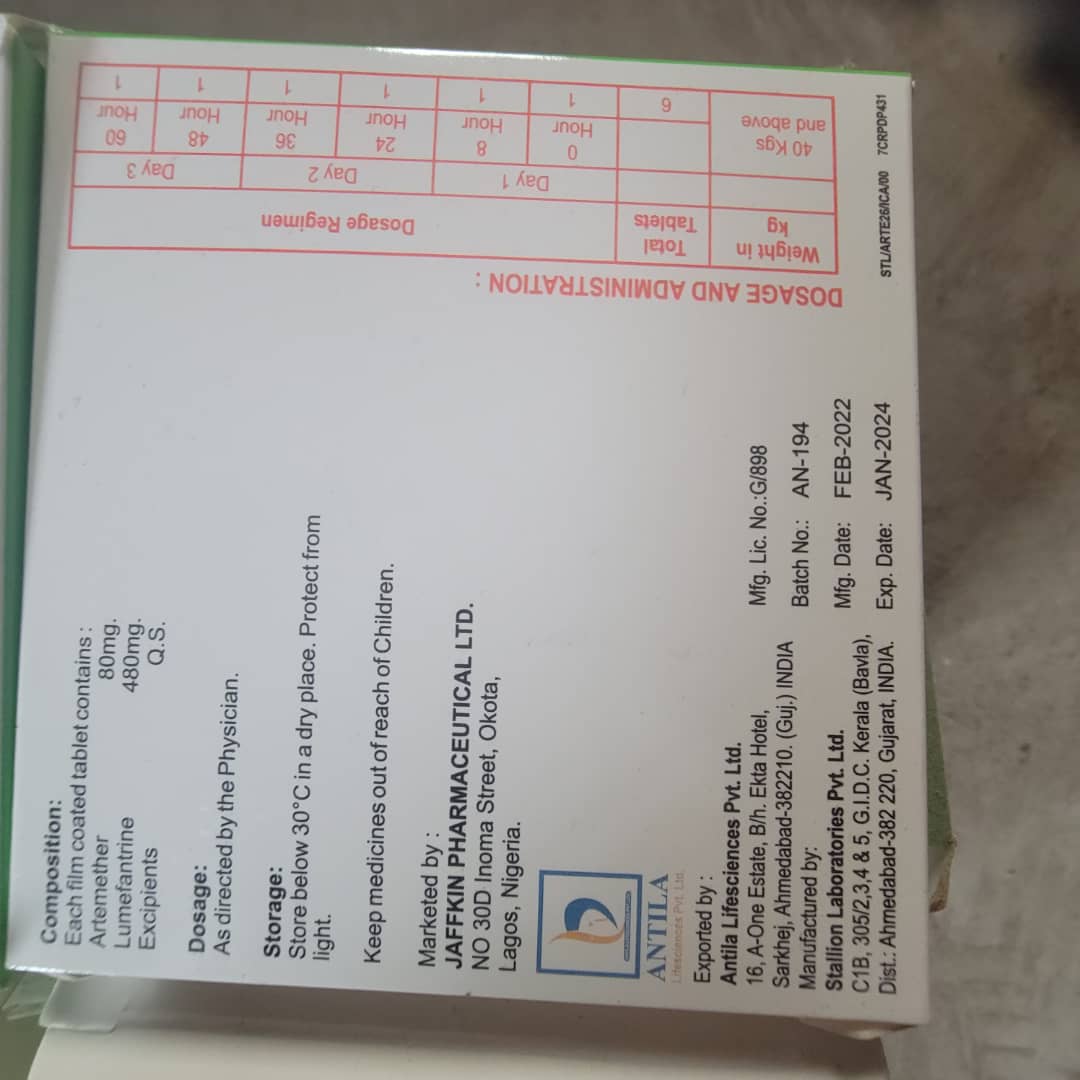 Composition:
Each film coated tablet contains :
Artemether 80mg.
Lumefantrine 480mg.
Excipients Q.S.
Dosage:
As directed by the Physician.
Storage:
Store below 30°C in a dry place. Protect from
light.
Keep medicines out of reach of Children.
Marketed by :
JAFFKIN PHARMACEUTICAL LTD.
NO 30D Inoma Street, Okota,
Lagos, Nigeria.
ANTILA
Lifesciences Pvt. Ltd.
Exported by :
Antila Lifesciences Pvt. Ltd.
16, A-One Estate, B/h. Ekta Hotel,
Sarkhej, Ahmedabad-382210. (Guj.) INDIA
Manufactured by:
Stallion Laboratories Pvt. Ltd.
C1B, 305/2,3,4 & 5, G.I.D.C. Kerala (Bavla),
Dist.: Ahmedabad-382 220, Gujarat, INDIA.
Mfg. Lic. No.:G/898
Batch No.: AN-194
Mfg. Date: FEB-2022
Exp. Date: JAN-2024
DOSAGE AND ADMINISTRATION :
Weight in kg Total Tablets Dosage Regimen
Day 1 Day 2 Day 3
0 Hour 8 Hour 24 Hour 36 Hour 48 Hour 60 Hour
40 Kgs and above 6 1 1 1 1 1 1
STL/ARTE26/ICA/00 7CRPDP431